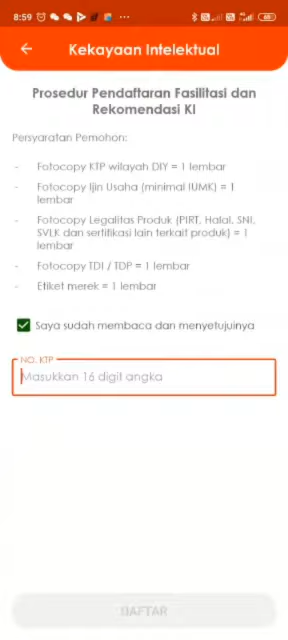 8:59
Kekayaan Intelektual
Prosedur Pendaftaran Fasilitasi dan
Rekomendasi KI
Persyaratan Pemohon:
- Fotocopy KTP wilayah DIY = 1 lembar
- Fotocopy Ijin Usaha (minimal IUMK) = 1
lembar
- Fotocopy Legalitas Produk (PIRT, Halal, SNI,
SVLK dan sertifikasi lain terkait produk) = 1
lembar
- Fotocopy TDI / TDP = 1 lembar
- Etiket merek = 1 lembar
Saya sudah membaca dan menyetujuinya
NO. KTP
Masukkan 16 digit angka
DAFTAR